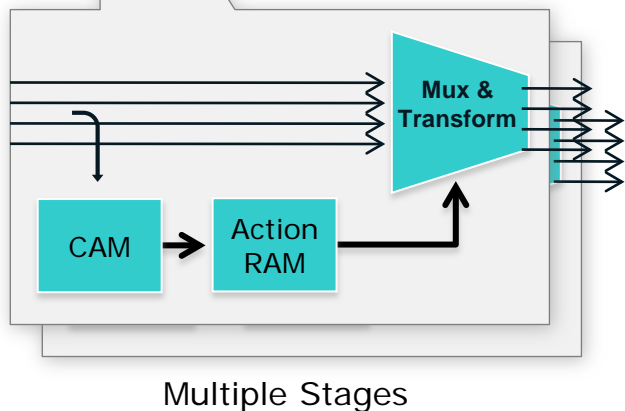 Mux &
Transform
CAM
Action
RAM
Multiple Stages